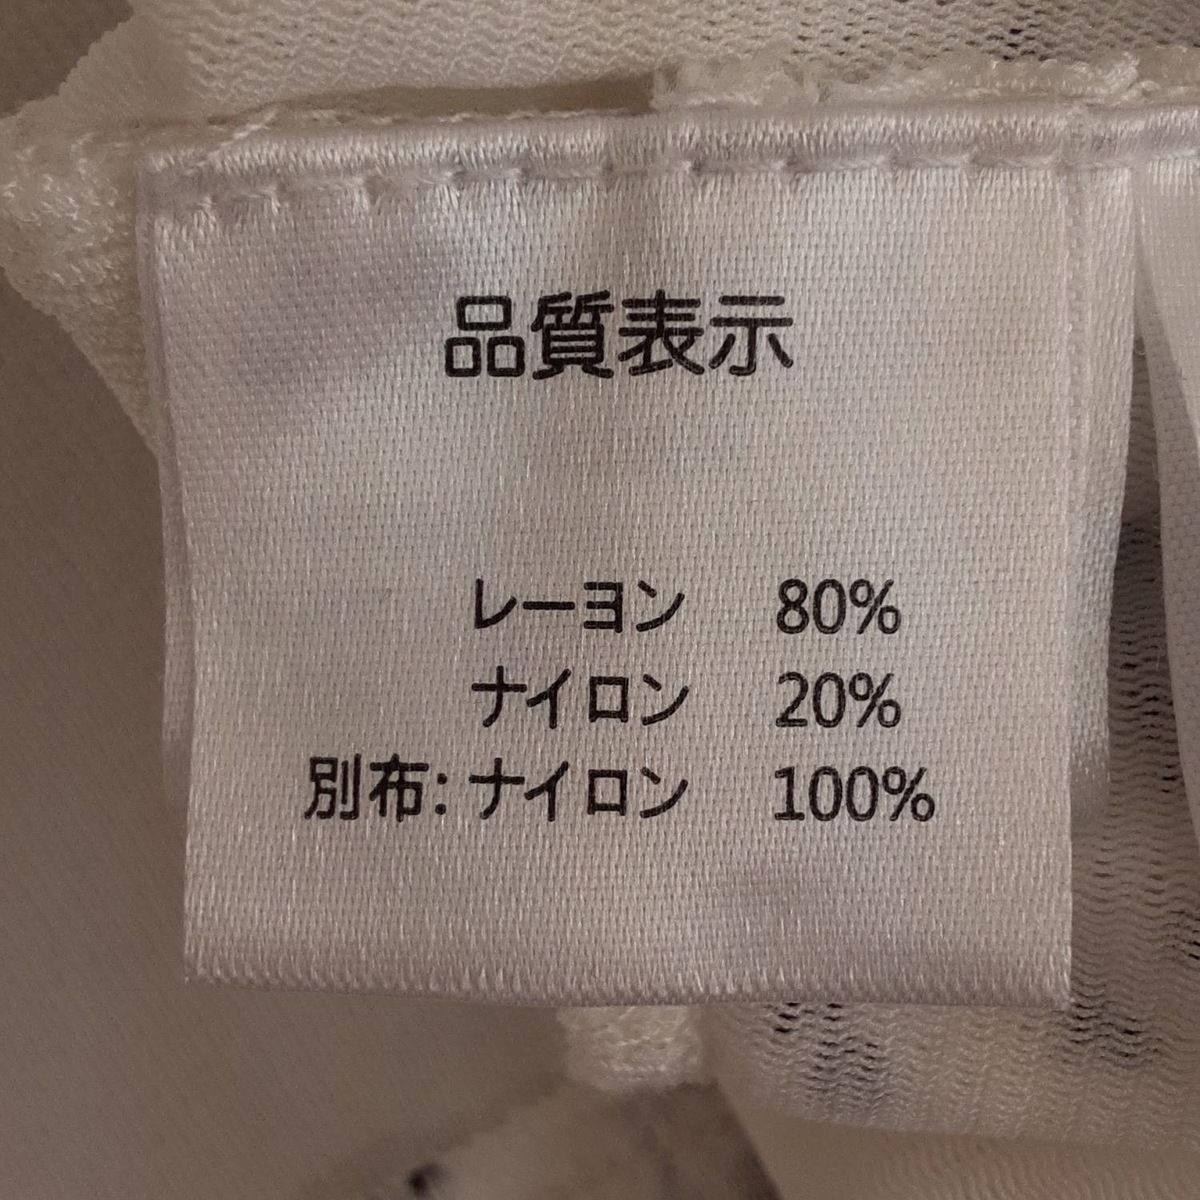 品質表示
レーヨン 80%
ナイロン 20%
別布: ナイロン 100%